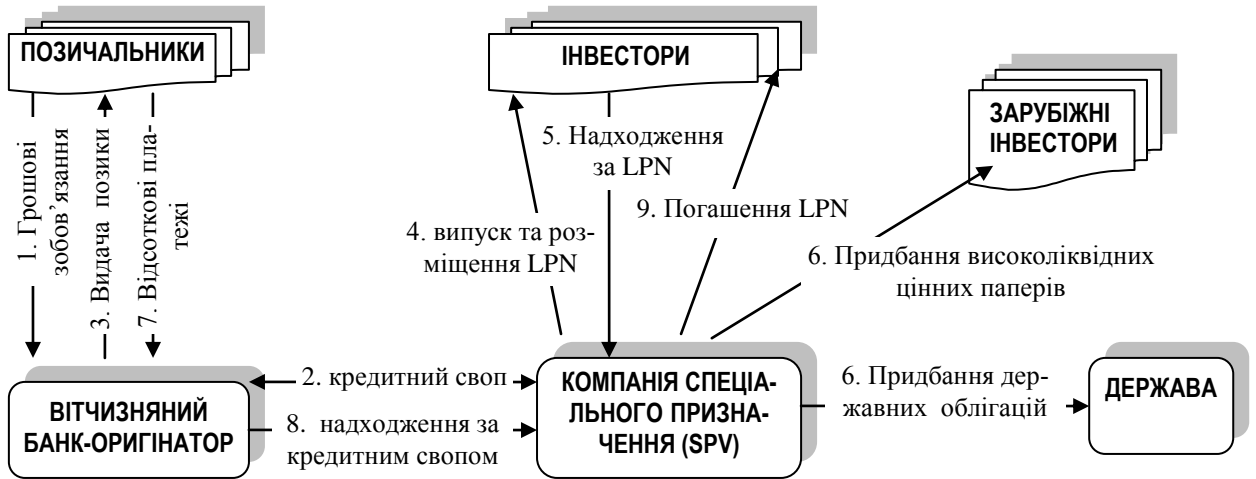 ПОЗИЧАЛЬНИКИ
ІНВЕСТОРИ
ЗАРУБІЖНІ
ІНВЕСТОРИ
1. Грошові
зобов’язання
3. Видача позики
7. Відсоткові пла-
тежі
5. Надходження
за LPN
9. Погашення LPN
4. випуск та роз-
міщення LPN
6. Придбання високоліквідних
цінних паперів
2. кредитний своп
8. надходження за
кредитним свопом
6. Придбання дер-
жавних облігацій
ВІТЧИЗНЯНИЙ
БАНК-ОРИГІНАТОР
КОМПАНІЯ СПЕЦІА-
ЛЬНОГО ПРИЗНА-
ЧЕННЯ (SPV)
ДЕРЖАВА